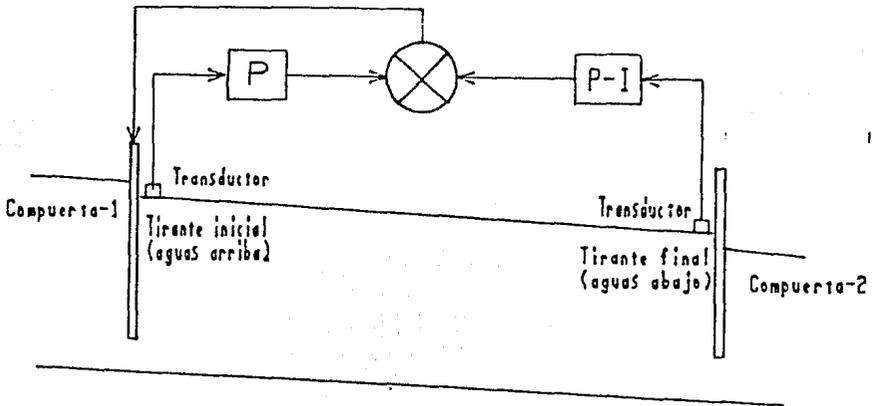 P
P-I
Transductor
Compuerta-1
Tirante inicial
(aguas arriba)
Transductor
Tirante final
(aguas abajo)
Compuerta-2